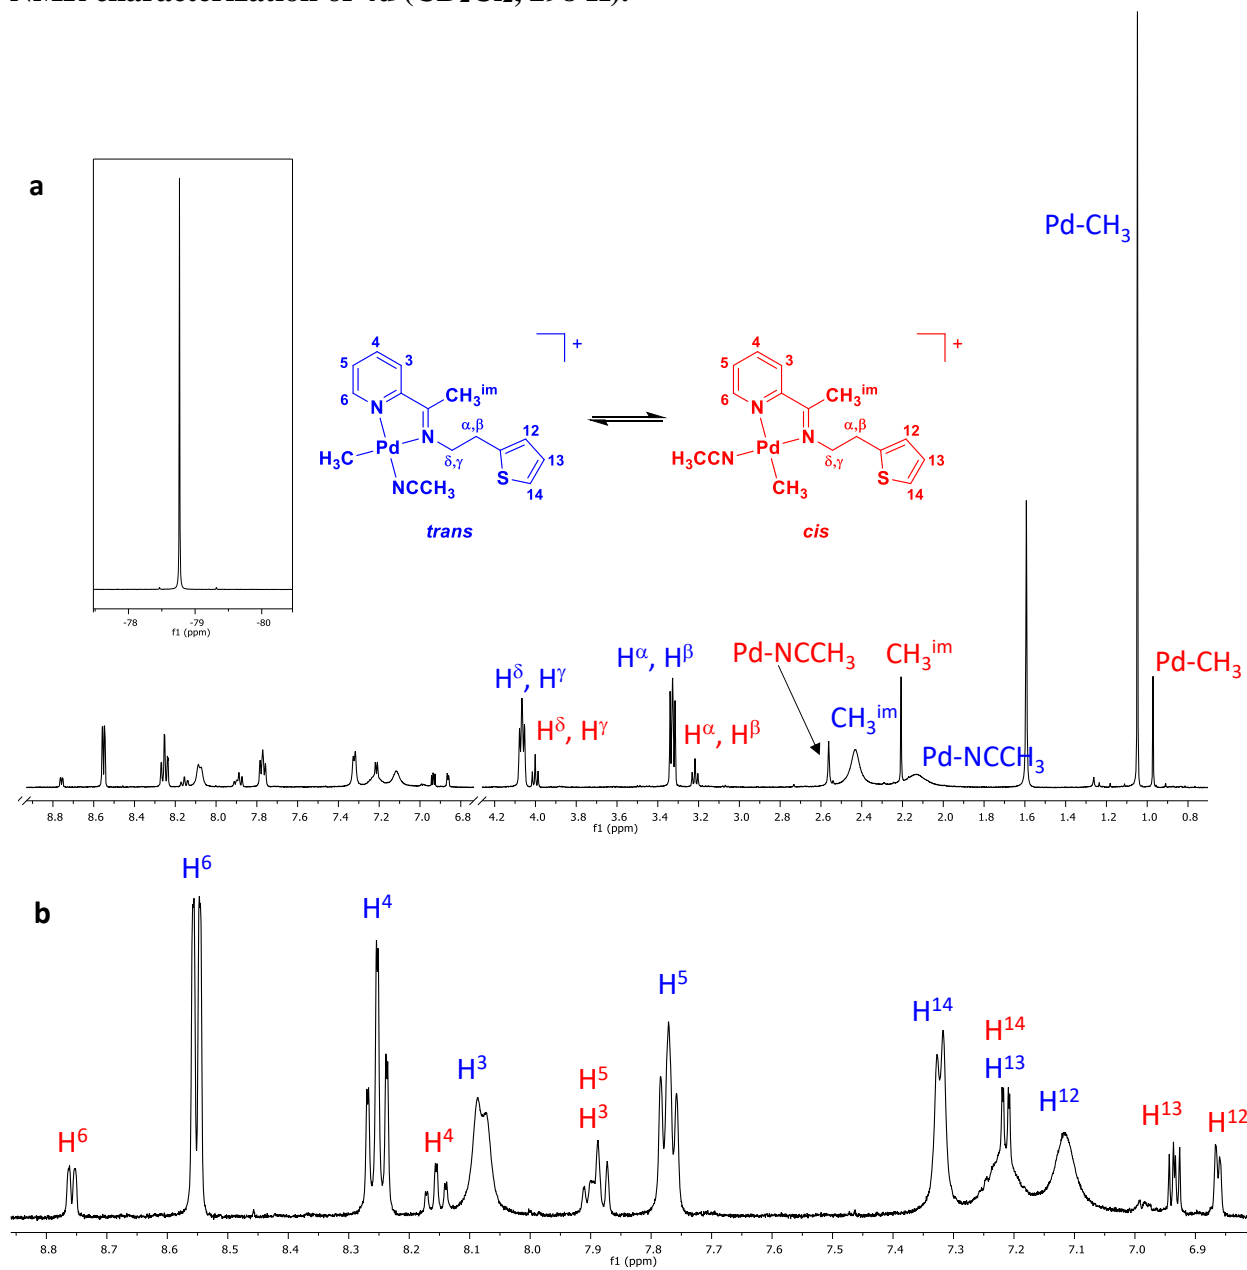 NMR characterization of 4d (CD2Cl2, 298 K).
a
Pd-CH3
-78 -79 -80
f1 (ppm)
4 3 5 6 N CH3im α,β 12 13 14 S N δ,γ Pd H3C NCCH3 +
trans
4 3 5 6 N CH3im α,β 12 13 14 S N δ,γ Pd H3CCN CH3 +
cis
Hδ, Hγ
Hδ, Hγ
Hα, Hβ
Hα, Hβ
Pd-NCCH3
CH3im
CH3im
Pd-NCCH3
Pd-CH3
8.8 8.6 8.4 8.2 8.0 7.8 7.6 7.4 7.2 7.0 6.8 4.2 4.0 3.8 3.6 3.4 3.2 3.0 2.8 2.6 2.4 2.2 2.0 1.8 1.6 1.4 1.2 1.0 0.8
f1 (ppm)
b
H6
H6
H4
H4
H3
H5
H3
H5
H14
H14
H13
H12
H13
H12
8.8 8.7 8.6 8.5 8.4 8.3 8.2 8.1 8.0 7.9 7.8 7.7 7.6 7.5 7.4 7.3 7.2 7.1 7.0 6.9
f1 (ppm)